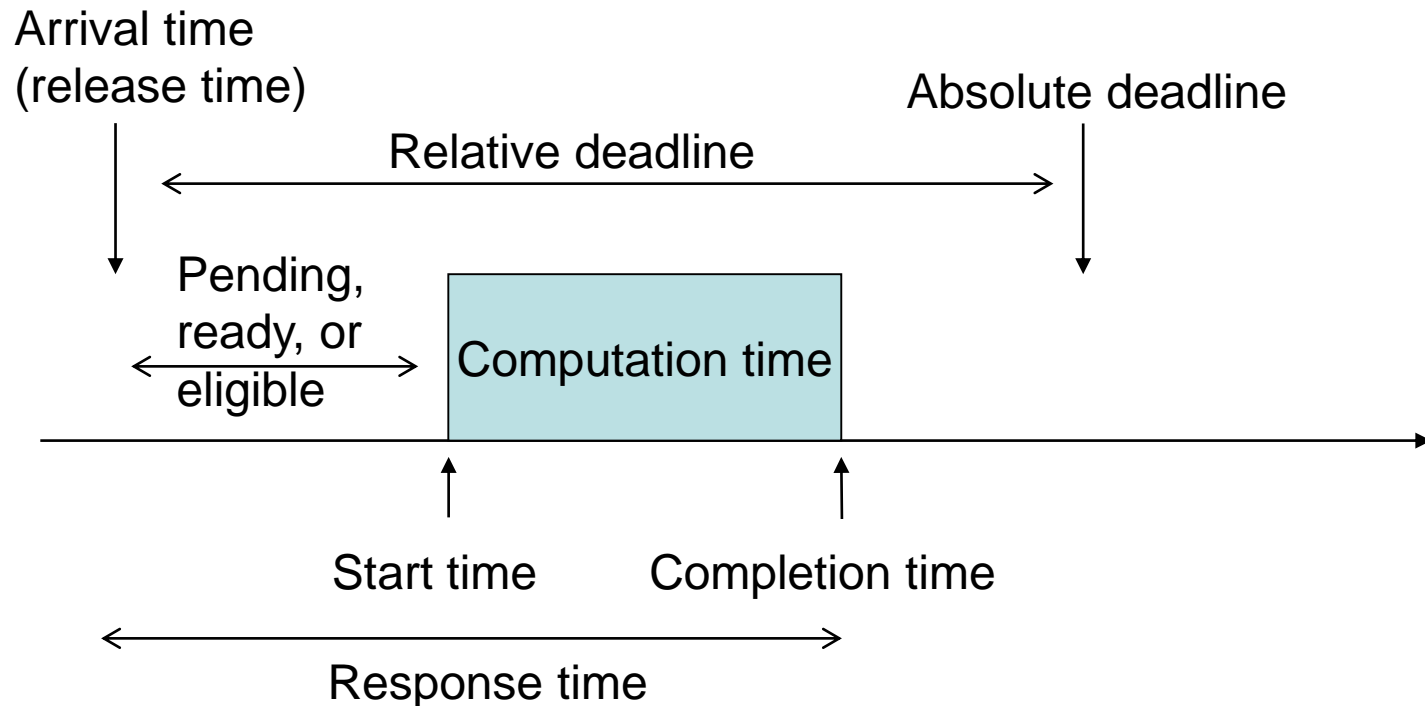 Arrival time
(release time)
Absolute deadline
Relative deadline
Pending,
ready, or
eligible
Computation time
Start time
Completion time
Response time